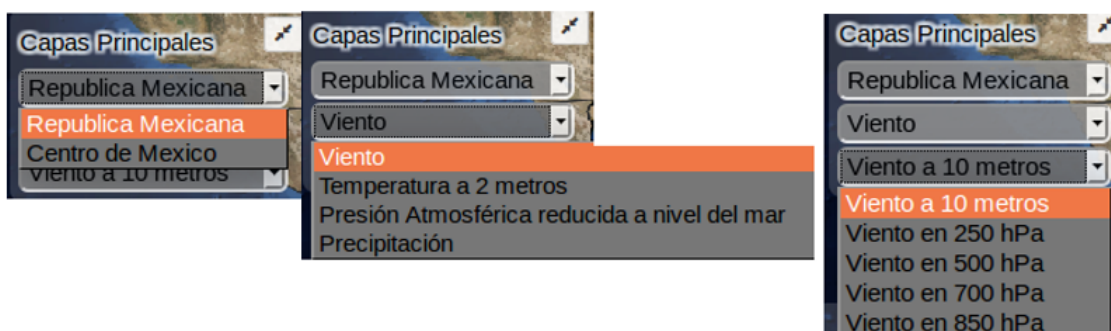 Capas Principales
Republica Mexicana
Republica Mexicana
Centro de Mexico
Viento a 10 metros
Capas Principales
Republica Mexicana
Viento
Viento
Temperatura a 2 metros
Presión Atmosférica reducida a nivel del mar
Precipitación
Capas Principales
Republica Mexicana
Viento
Viento a 10 metros
Viento a 10 metros
Viento en 250 hPa
Viento en 500 hPa
Viento en 700 hPa
Viento en 850 hPa